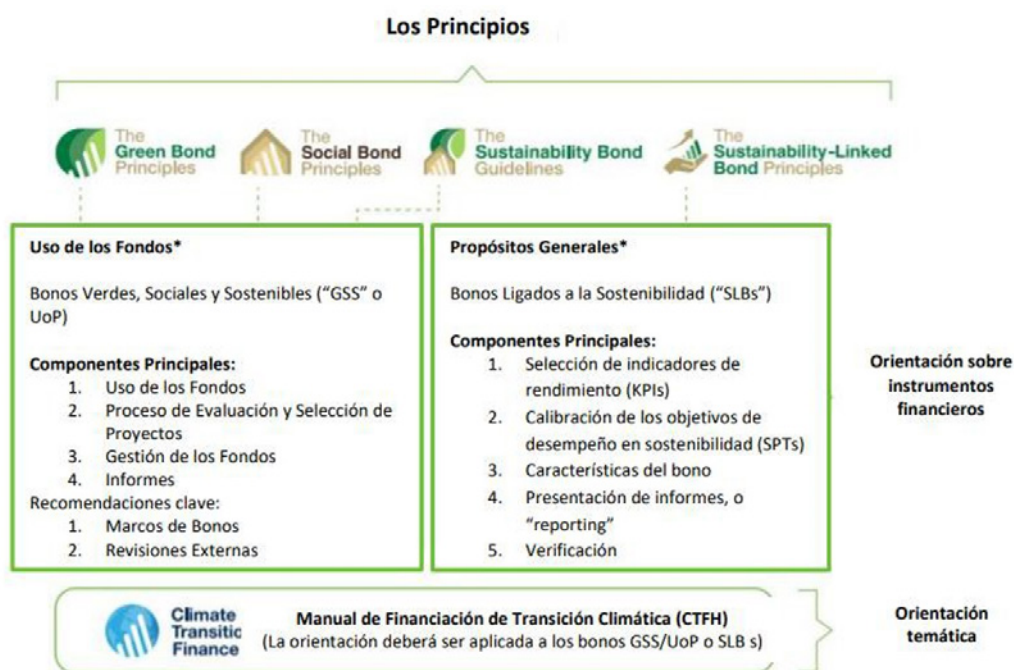 Los Principios
The
Green Bond
Principles
The
Social Bond
Principles
The
Sustainability Bond
Guidelines
The
Sustainability-Linked
Bond Principles
Uso de los Fondos*
Bonos Verdes, Sociales y Sostenibles (“GSS” o
UoP)
Componentes Principales:
1. Uso de los Fondos
2. Proceso de Evaluación y Selección de
Proyectos
3. Gestión de los Fondos
4. Informes
Recomendaciones clave:
1. Marcos de Bonos
2. Revisiones Externas
Propósitos Generales*
Bonos Ligados a la Sostenibilidad (“SLBs”)
Componentes Principales:
1. Selección de indicadores de
rendimiento (KPIs)
2. Calibración de los objetivos de
desempeño en sostenibilidad (SPTs)
3. Características del bono
4. Presentación de informes, o
“reporting”
5. Verificación
Orientación sobre
instrumentos
financieros
Climate
Transitic
Finance
Manual de Financiación de Transición Climática (CTFH)
(La orientación deberá ser aplicada a los bonos GSS/UoP o SLB s)
Orientación
temática